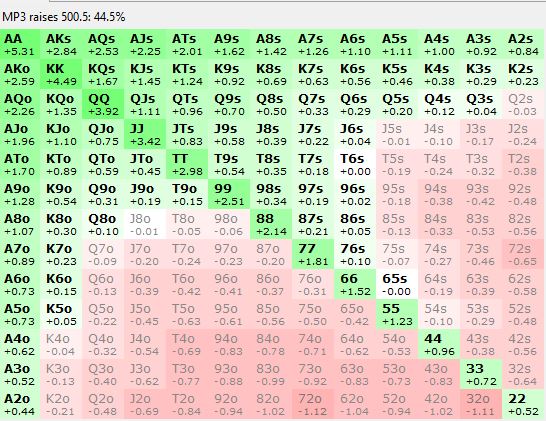 MP3 raises 500.5: 44.5%
AA AKs AQs AJs ATs A9s A8s A7s A6s A5s A4s A3s A2s
+5.31 +2.84 +2.53 +2.25 +2.01 +1.62 +1.42 +1.26 +1.10 +1.11 +1.00 +0.92 +0.84
AKo KK KQs KJs KTs K9s K8s K7s K6s K5s K4s K3s K2s
+2.59 +4.49 +1.67 +1.45 +1.24 +0.92 +0.69 +0.63 +0.56 +0.46 +0.38 +0.29 +0.23
AQo KQo QQ QJs QTs Q9s Q8s Q7s Q6s Q5s Q4s Q3s Q2s
+2.26 +1.35 +3.92 +1.11 +0.96 +0.70 +0.50 +0.33 +0.29 +0.20 +0.12 +0.04 -0.03
AJo KJo QJo JJ JTs J9s J8s J7s J6s J5s J4s J3s J2s
+1.96 +1.10 +0.75 +3.42 +0.83 +0.58 +0.39 +0.22 +0.04 -0.01 -0.10 -0.17 -0.24
ATo KTo QTo JTo TT T9s T8s T7s T6s T5s T4s T3s T2s
+1.70 +0.89 +0.59 +0.45 +2.98 +0.54 +0.35 +0.18 +0.00 -0.19 -0.24 -0.32 -0.38
A9o K9o Q9o J9o T9o 99 98s 97s 96s 95s 94s 93s 92s
+1.28 +0.54 +0.31 +0.19 +0.15 +2.51 +0.34 +0.19 +0.02 -0.18 -0.38 -0.42 -0.48
A8o K8o Q8o J8o T8o 98o 88 87s 86s 85s 84s 83s 82s
+1.07 +0.30 +0.10 -0.01 -0.05 -0.06 +2.14 +0.21 +0.05 -0.13 -0.33 -0.53 -0.56
A7o K7o Q7o J7o T7o 97o 87o 77 76s 75s 74s 73s 72s
+0.89 +0.23 -0.09 -0.20 -0.24 -0.23 -0.20 +1.81 +0.10 -0.07 -0.27 -0.46 -0.65
A6o K6o Q6o J6o T6o 96o 86o 76o 66 65s 64s 63s 62s
+0.73 +0.15 -0.13 -0.39 -0.42 -0.41 -0.37 -0.31 +1.52 -0.00 -0.19 -0.39 -0.58
A5o K5o Q5o J5o T5o 95o 85o 75o 65o 55 54s 53s 52s
+0.73 +0.05 -0.22 -0.45 -0.63 -0.61 -0.56 -0.50 -0.42 +1.23 -0.10 -0.29 -0.48
A4o K4o Q4o J4o T4o 94o 84o 74o 64o 54o 44 43s 42s
+0.62 -0.04 -0.32 -0.54 -0.69 -0.83 -0.78 -0.71 -0.62 -0.53 +0.96 -0.38 -0.56
A3o K3o Q3o J3o T3o 93o 83o 73o 63o 53o 43o 33 32s
+0.52 -0.13 -0.40 -0.62 -0.77 -0.88 -0.99 -0.92 -0.83 -0.73 -0.83 +0.72 -0.64
A2o K2o Q2o J2o T2o 92o 82o 72o 62o 52o 42o 32o 22
+0.44 -0.21 -0.48 -0.69 -0.84 -0.94 -1.02 -1.12 -1.04 -0.94 -1.02 -1.11 +0.52